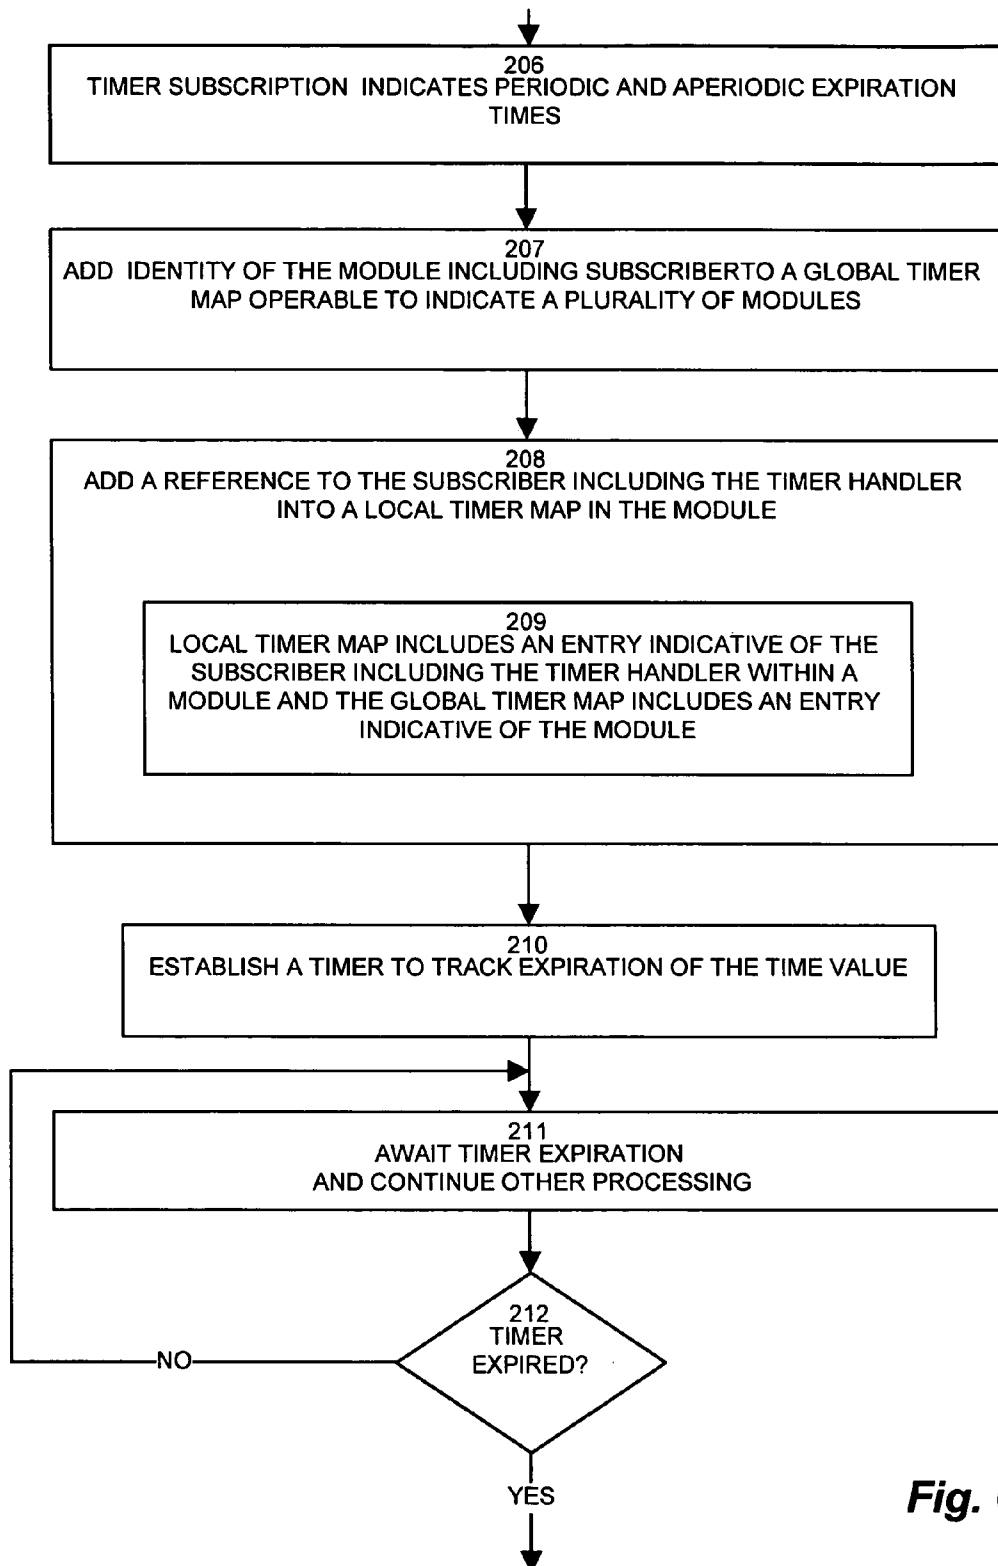 206
TIMER SUBSCRIPTION INDICATES PERIODIC AND APERIODIC EXPIRATION
TIMES
207
ADD IDENTITY OF THE MODULE INCLUDING SUBSCRIBERTO A GLOBAL TIMER
MAP OPERABLE TO INDICATE A PLURALITY OF MODULES
208
ADD A REFERENCE TO THE SUBSCRIBER INCLUDING THE TIMER HANDLER
INTO A LOCAL TIMER MAP IN THE MODULE
209
LOCAL TIMER MAP INCLUDES AN ENTRY INDICATIVE OF THE
SUBSCRIBER INCLUDING THE TIMER HANDLER WITHIN A
MODULE AND THE GLOBAL TIMER MAP INCLUDES AN ENTRY
INDICATIVE OF THE MODULE
210
ESTABLISH A TIMER TO TRACK EXPIRATION OF THE TIME VALUE
211
AWAIT TIMER EXPIRATION
AND CONTINUE OTHER PROCESSING
212
TIMER
EXPIRED?
NO
YES
Fig.